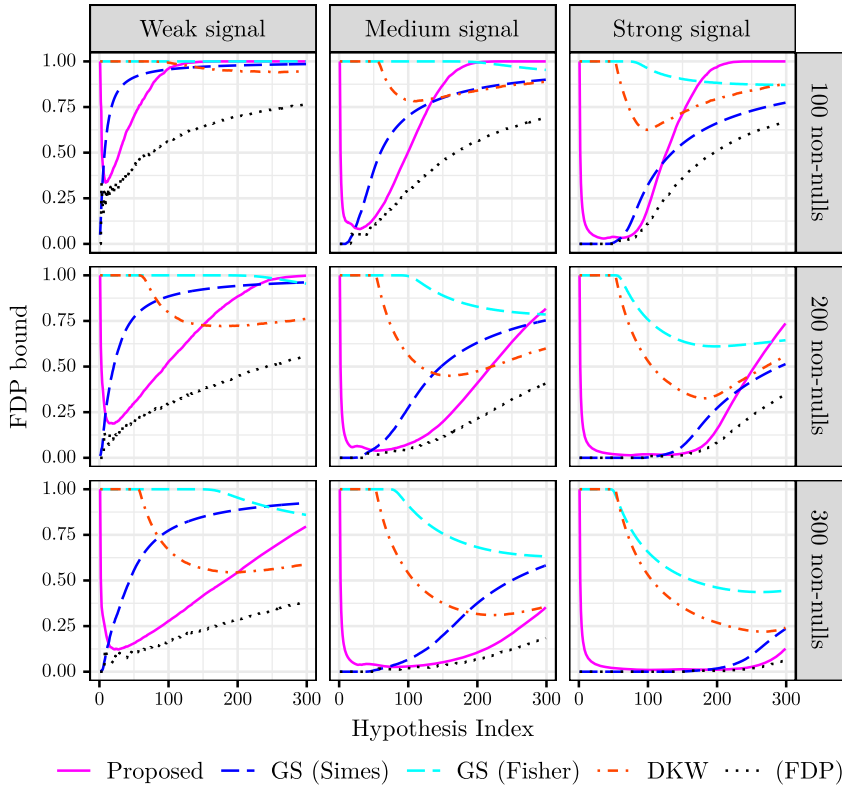 Weak signal Medium signal Strong signal
1.00
0.75
0.50
0.25
0.00
100 non-nulls
1.00
0.75
0.50
0.25
0.00
200 non-nulls
1.00
0.75
0.50
0.25
0.00
300 non-nulls
FDP bound
0 100 200 300 0 100 200 300 0 100 200 300
Hypothesis Index
Proposed GS (Simes) GS (Fisher) DKW (FDP)